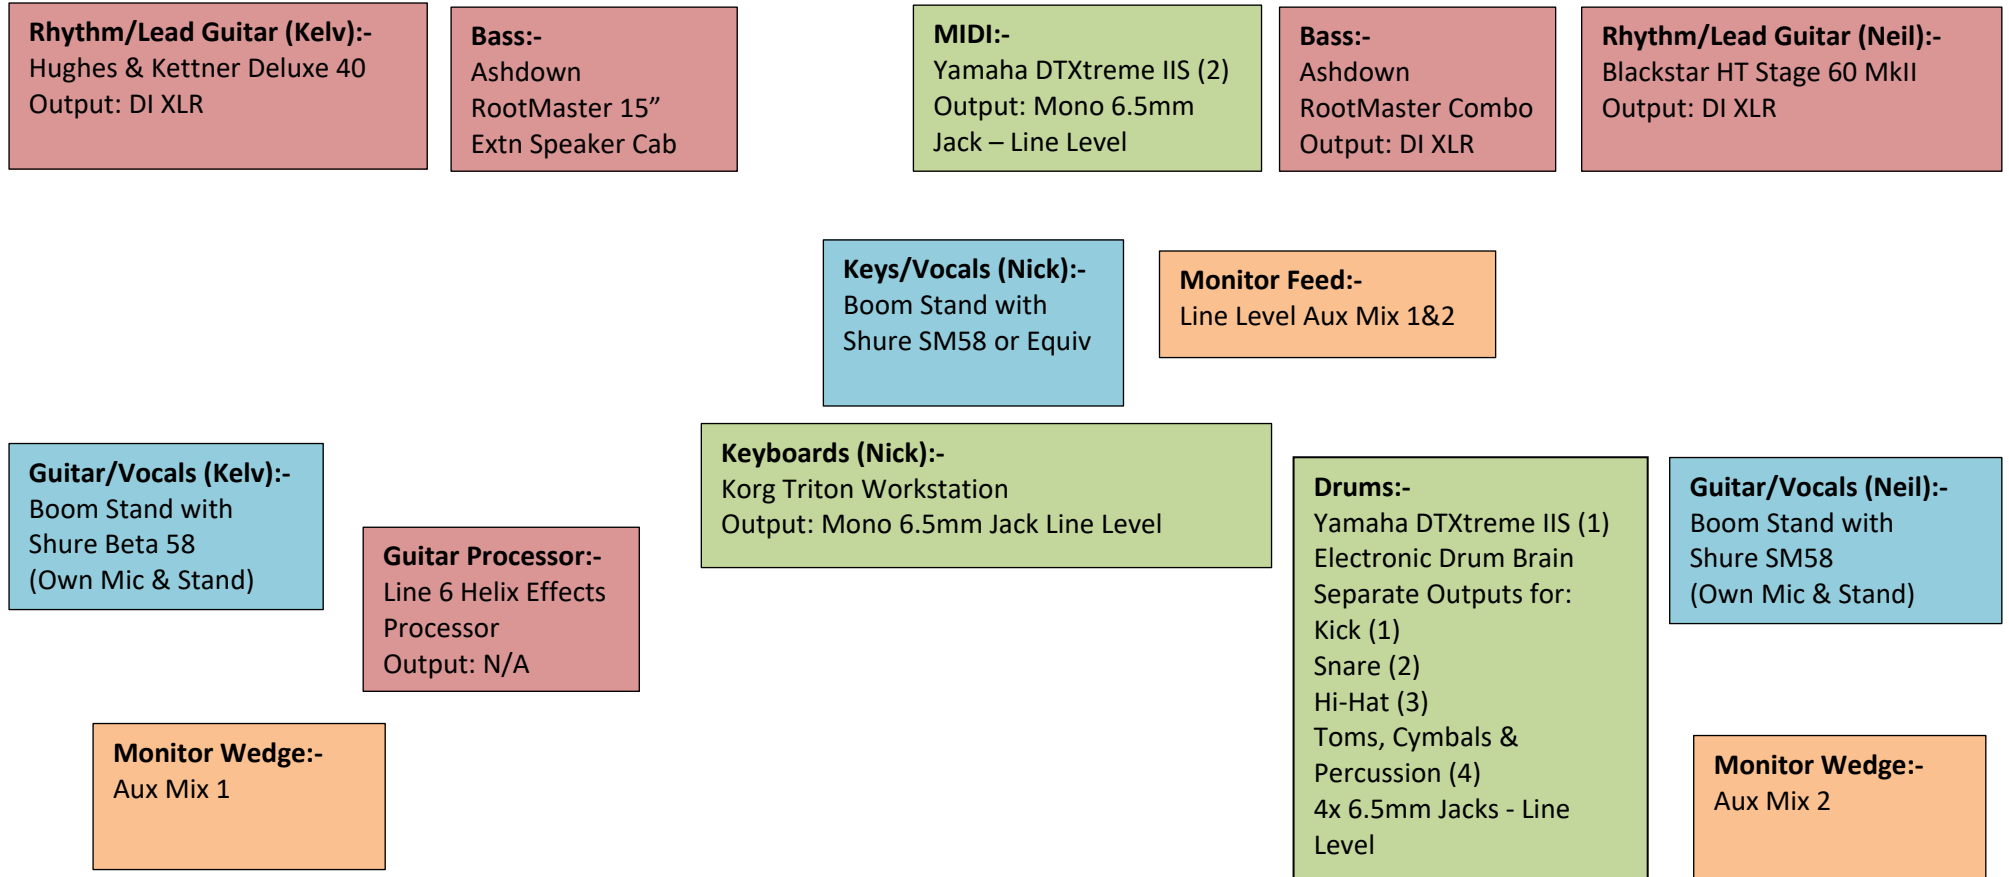 Rhythm/Lead Guitar (Kelv):-
Hughes & Kettner Deluxe 40
Output: DI XLR
Bass:-
Ashdown
RootMaster 15”
Extn Speaker Cab
MIDI:-
Yamaha DTXtreme IIS (2)
Output: Mono 6.5mm
Jack – Line Level
Bass:-
Ashdown
RootMaster Combo
Output: DI XLR
Rhythm/Lead Guitar (Neil):-
Blackstar HT Stage 60 MkII
Output: DI XLR
Keys/Vocals (Nick):-
Boom Stand with
Shure SM58 or Equiv
Monitor Feed:-
Line Level Aux Mix 1&2
Guitar/Vocals (Kelv):-
Boom Stand with
Shure Beta 58
(Own Mic & Stand)
Guitar Processor:-
Line 6 Helix Effects
Processor
Output: N/A
Keyboards (Nick):-
Korg Triton Workstation
Output: Mono 6.5mm Jack Line Level
Drums:-
Yamaha DTXtreme IIS (1)
Electronic Drum Brain
Separate Outputs for:
Kick (1)
Snare (2)
Hi-Hat (3)
Toms, Cymbals &
Percussion (4)
4x 6.5mm Jacks - Line
Level
Guitar/Vocals (Neil):-
Boom Stand with
Shure SM58
(Own Mic & Stand)
Monitor Wedge:-
Aux Mix 1
Monitor Wedge:-
Aux Mix 2